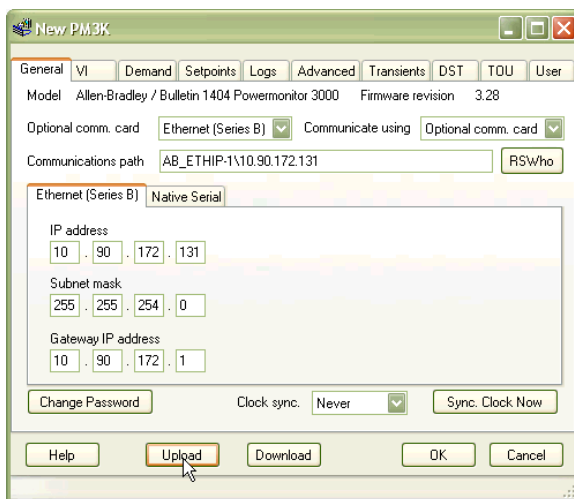 New PM3K
General VI Demand Setpoints Logs Advanced Transients DST TOU User
Model Allen-Bradley / Bulletin 1404 Powermonitor 3000 Firmware revision 3.28
Optional comm. card Ethernet (Series B) Communicate using Optional comm. card
Communications path AB_ETHIP-1\10.90.172.131 RSWho
Ethernet (Series B) Native Serial
IP address
10 . 90 . 172 . 131
Subnet mask
255 . 255 . 254 . 0
Gateway IP address
10 . 90 . 172 . 1
Change Password Clock sync. Never Sync. Clock Now
Help Upload Download OK Cancel